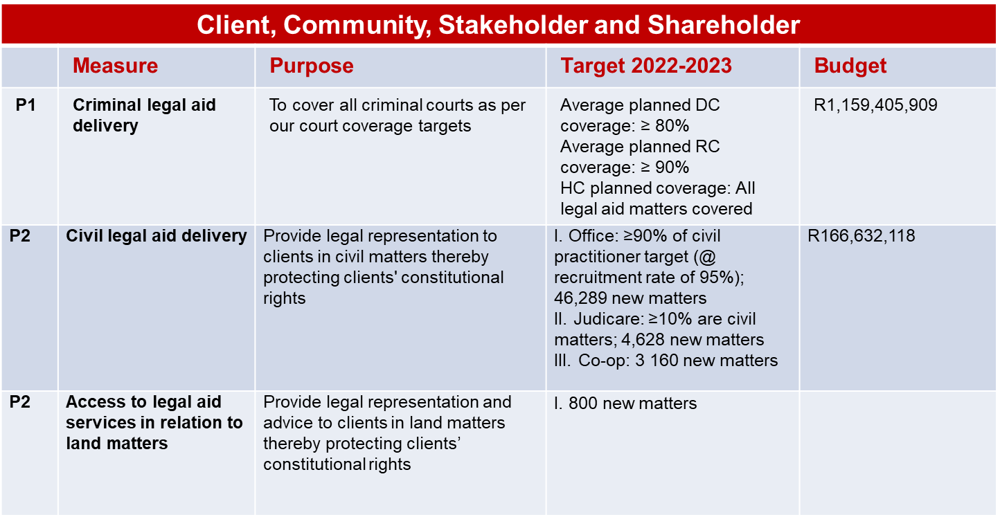 Client, Community, Stakeholder and Shareholder
Measure
Purpose
Target 2022-2023
Budget
P1
Criminal legal aid
delivery
To cover all criminal courts as per
our court coverage targets
Average planned DC
coverage: ≥ 80%
Average planned RC
coverage: ≥ 90%
HC planned coverage: All
legal aid matters covered
R1,159,405,909
P2
Civil legal aid delivery
Provide legal representation to
clients in civil matters thereby
protecting clients' constitutional
rights
I. Office: ≥90% of civil
practitioner target (@
recruitment rate of 95%);
46,289 new matters
II. Judicare: ≥10% are civil
matters; 4,628 new matters
III. Co-op: 3 160 new matters
R166,632,118
P2
Access to legal aid
services in relation to
land matters
Provide legal representation and
advice to clients in land matters
thereby protecting clients’
constitutional rights
I. 800 new matters